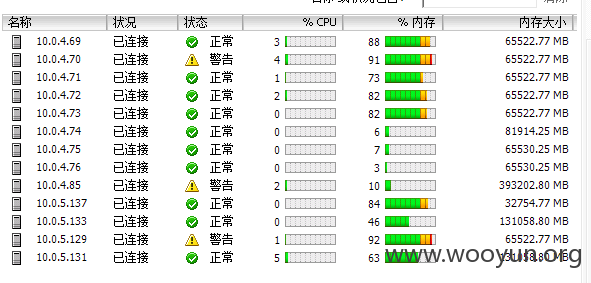 名称 状况 状态 % CPU % 内存 内存大小
10.0.4.69 已连接 正常 3 88 65522.77 MB
10.0.4.70 已连接 警告 4 91 65522.77 MB
10.0.4.71 已连接 正常 1 73 65522.77 MB
10.0.4.72 已连接 正常 2 82 65522.77 MB
10.0.4.73 已连接 正常 0 82 65522.77 MB
10.0.4.74 已连接 正常 0 6 81914.25 MB
10.0.4.75 已连接 正常 0 7 65530.25 MB
10.0.4.76 已连接 正常 0 3 65530.25 MB
10.0.4.85 已连接 警告 2 10 393202.80 MB
10.0.5.137 已连接 正常 0 84 32754.77 MB
10.0.5.133 已连接 正常 0 46 131058.80 MB
10.0.5.129 已连接 警告 1 92 65522.77 MB
10.0.5.131 已连接 正常 5 63 131058.80 MB
www.wooyun.org